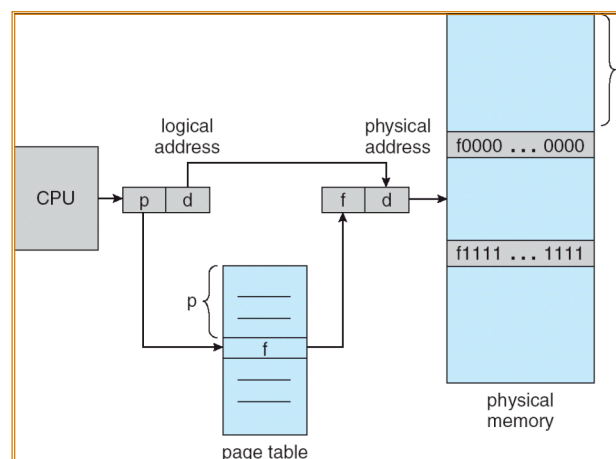 logical
address
physical
address
f0000 ... 0000
CPU
p d
f d
f1111 ... 1111
p
f
physical
memory
page table